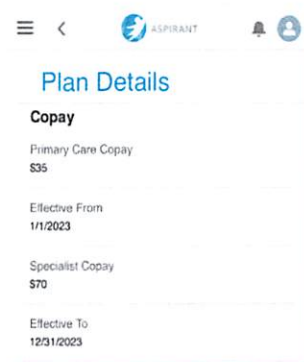 ASPIRANT
Plan Details
Copay
Primary Care Copay
$35
Effective From
1/1/2023
Specialist Copay
$70
Effective To
12/31/2023